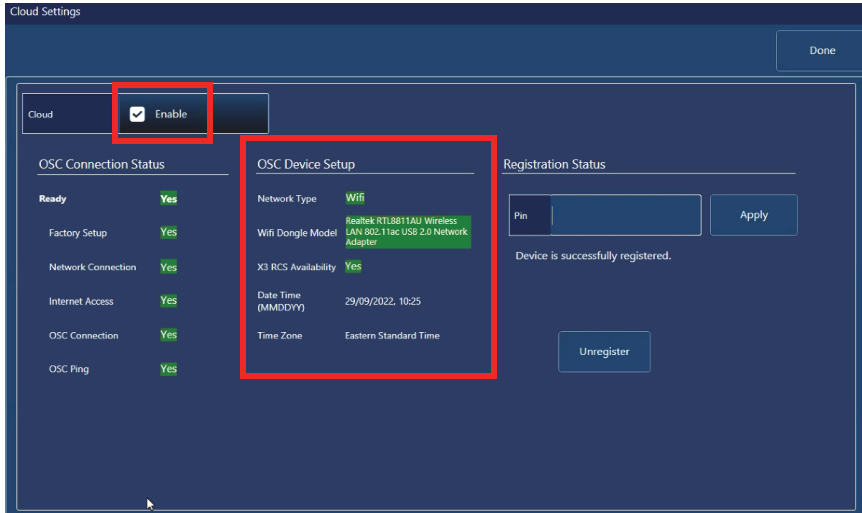 Cloud Settings
Done
Cloud
Enable
OSC Connection Status
Ready Yes
Factory Setup Yes
Network Connection Yes
Internet Access Yes
OSC Connection Yes
OSC Ping Yes
OSC Device Setup
Network Type Wifi
Wifi Dongle Model
Realtek RTL8811AU Wireless
LAN 802.11ac USB 2.0 Network
Adapter
X3 RCS Availability Yes
Date Time
(MMDDYY)
29/09/2022, 10:25
Time Zone Eastern Standard Time
Registration Status
Pin
Apply
Device is successfully registered.
Unregister